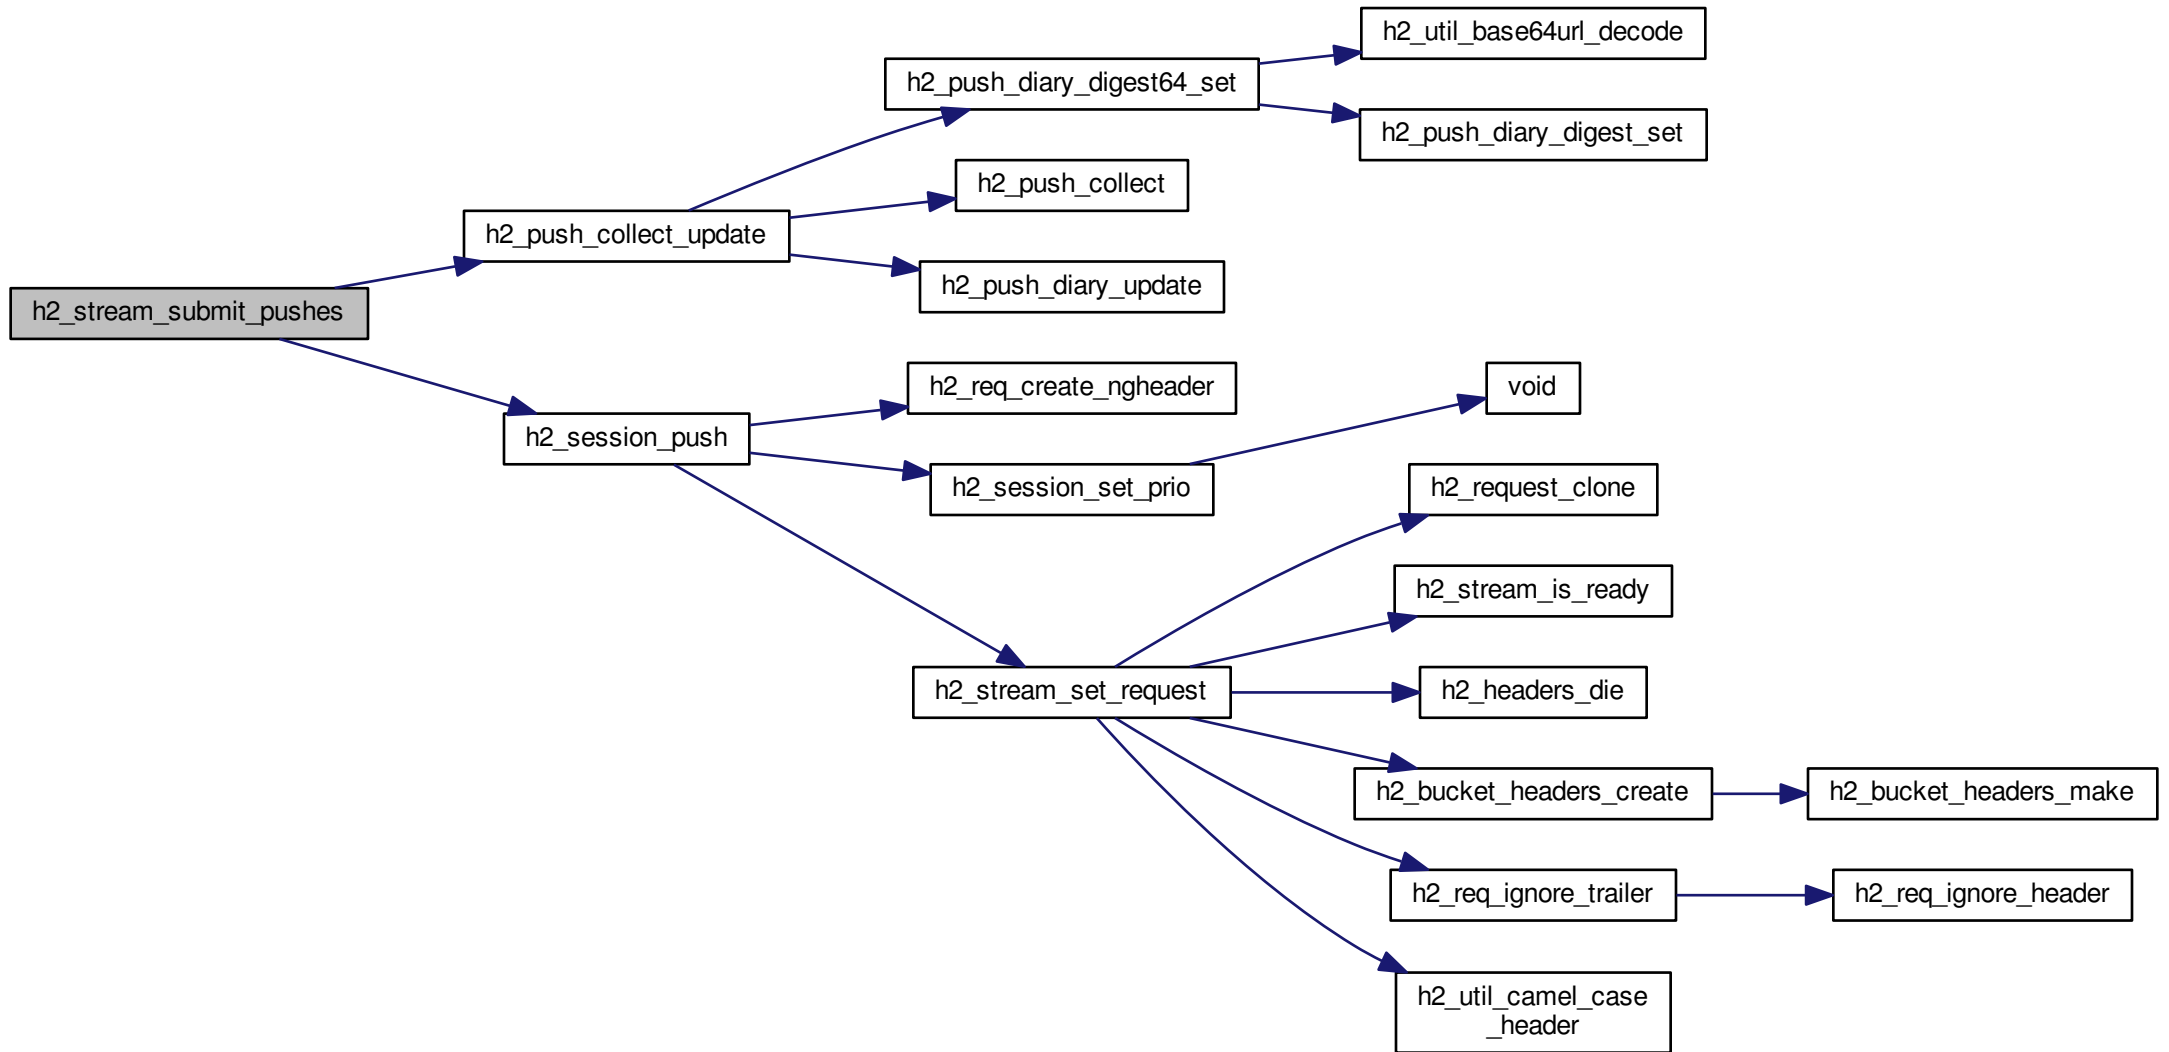 h2_util_base64url_decode
h2_push_diary_digest64_set
h2_push_diary_digest_set
h2_push_collect
h2_push_collect_update
h2_push_diary_update
h2_stream_submit_pushes
h2_req_create_ngheader
void
h2_session_push
h2_session_set_prio
h2_request_clone
h2_stream_is_ready
h2_stream_set_request
h2_headers_die
h2_bucket_headers_create
h2_bucket_headers_make
h2_req_ignore_trailer
h2_req_ignore_header
h2_util_camel_case
_header